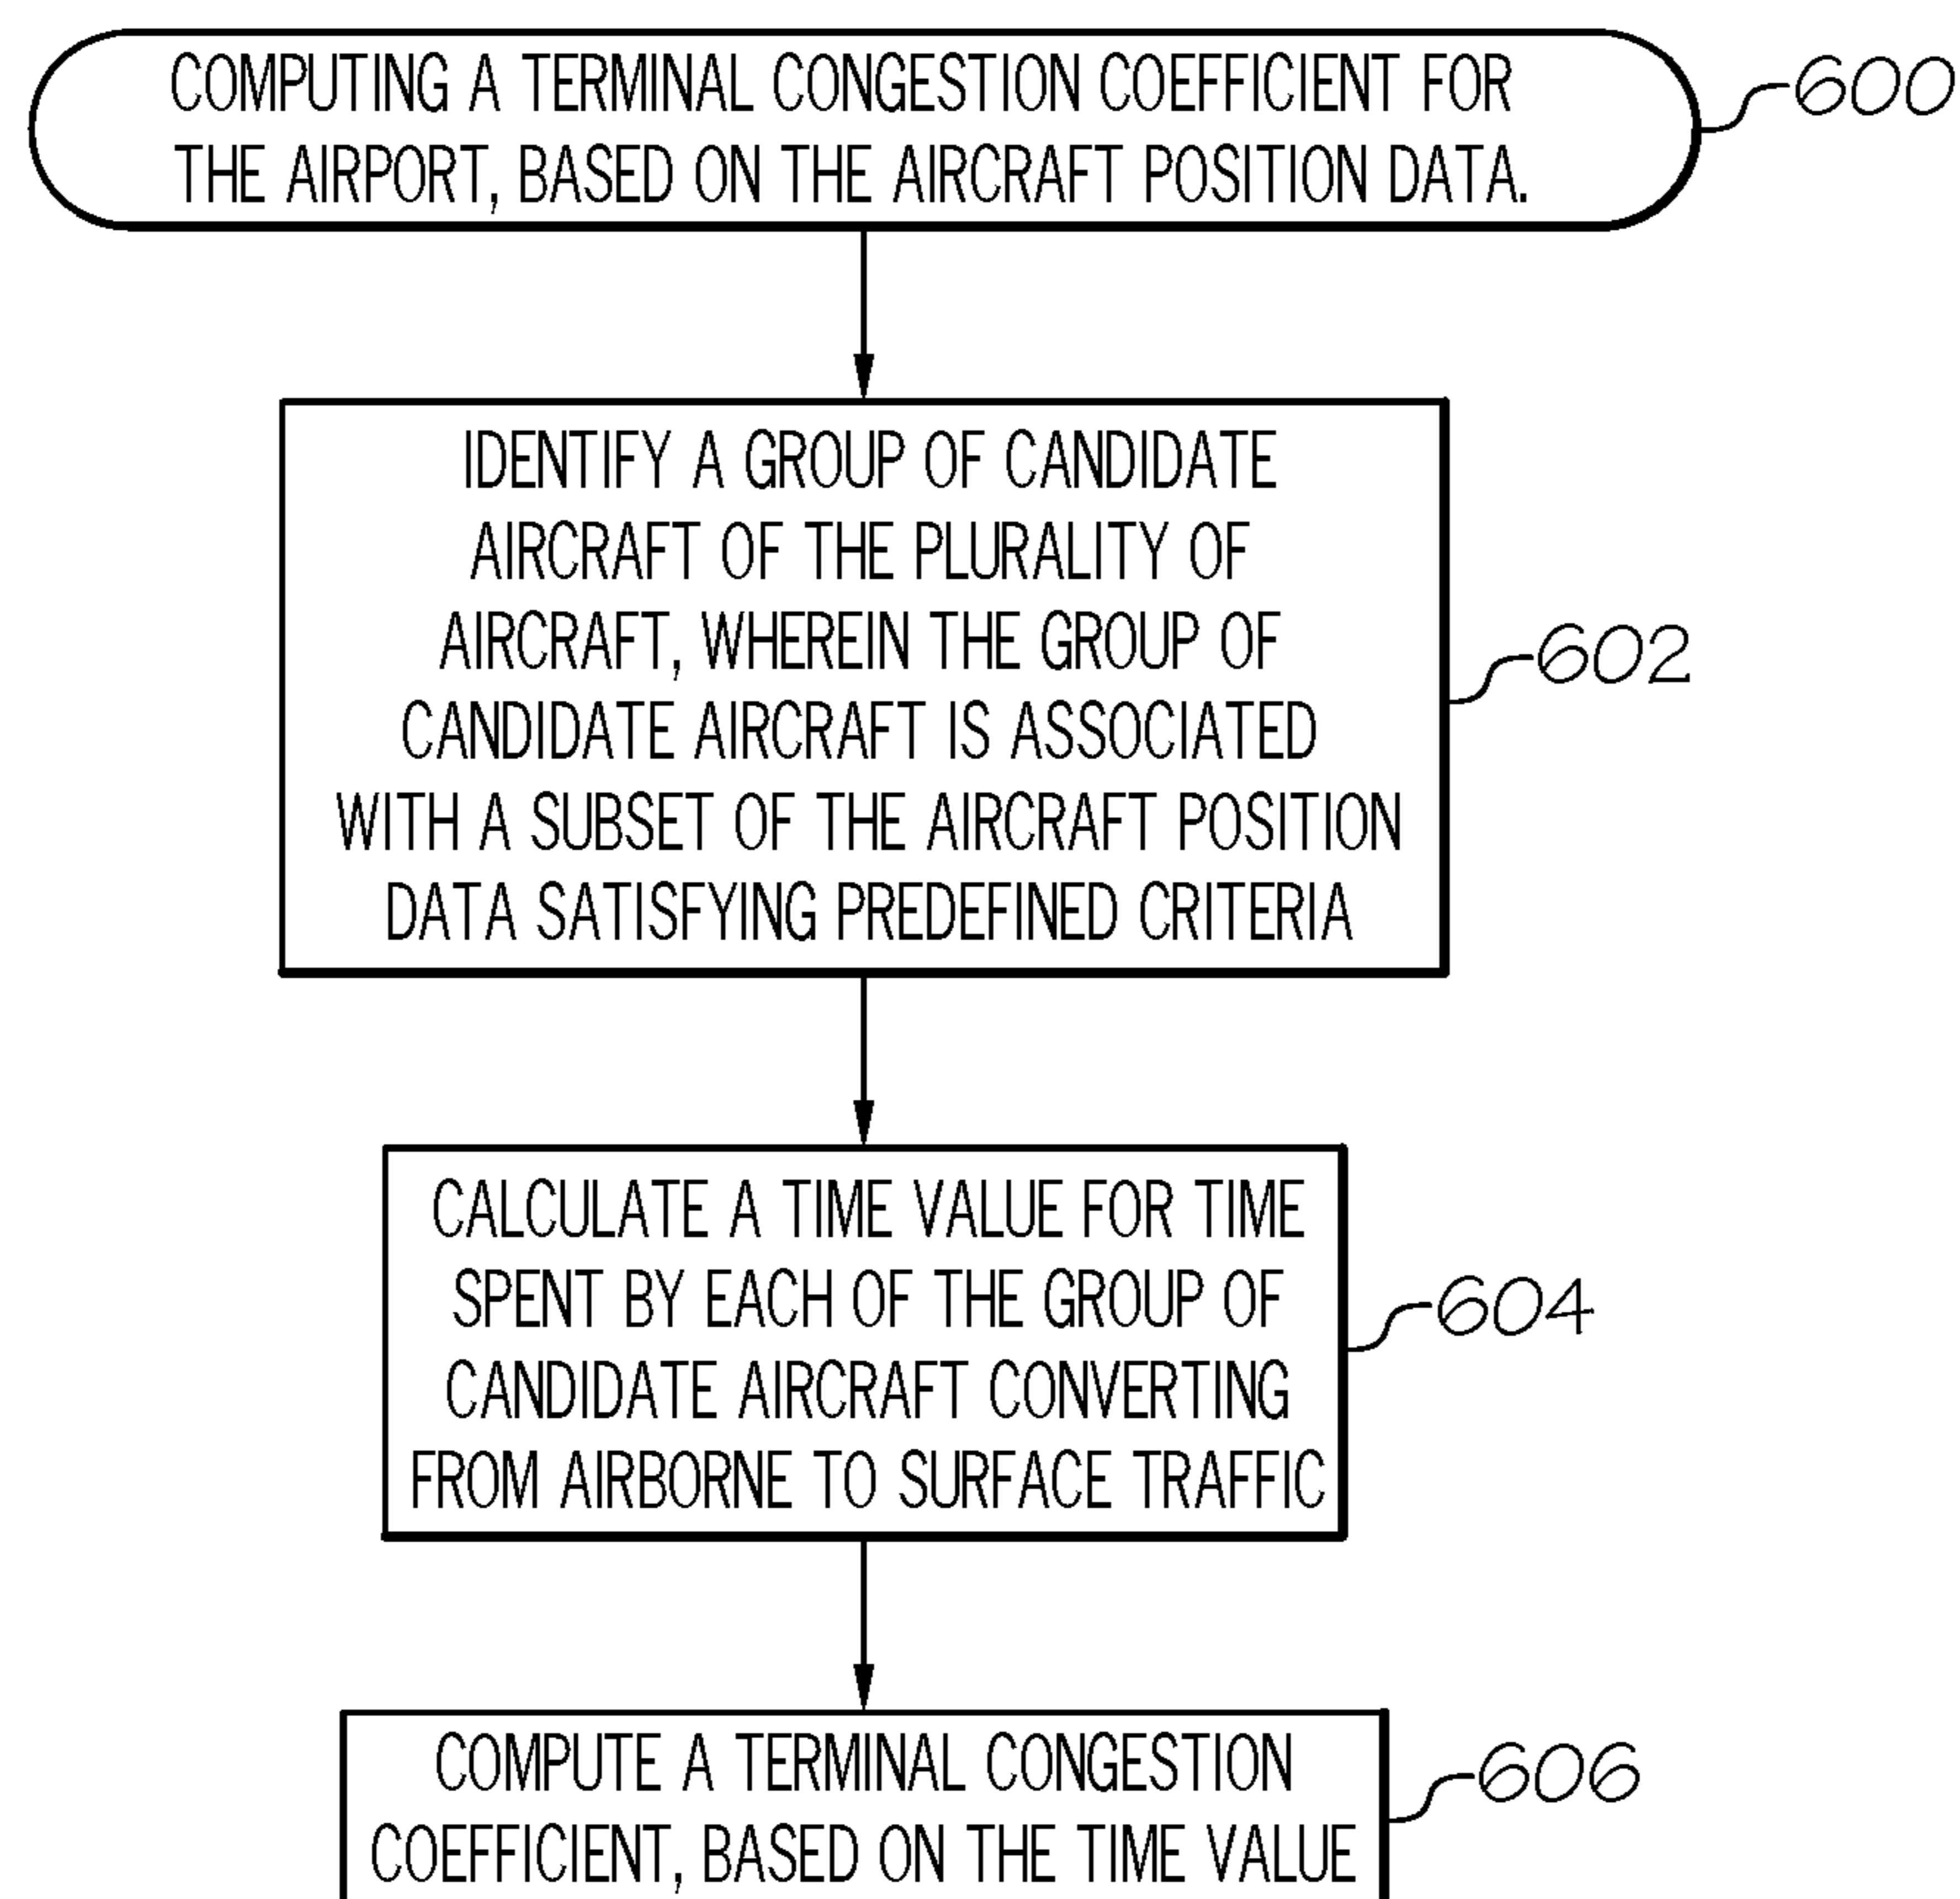 COMPUTING A TERMINAL CONGESTION COEFFICIENT FOR
THE AIRPORT, BASED ON THE AIRCRAFT POSITION DATA.
600
IDENTIFY A GROUP OF CANDIDATE
AIRCRAFT OF THE PLURALITY OF
AIRCRAFT, WHEREIN THE GROUP OF
CANDIDATE AIRCRAFT IS ASSOCIATED
WITH A SUBSET OF THE AIRCRAFT POSITION
DATA SATISFYING PREDEFINED CRITERIA
602
CALCULATE A TIME VALUE FOR TIME
SPENT BY EACH OF THE GROUP OF
CANDIDATE AIRCRAFT CONVERTING
FROM AIRBORNE TO SURFACE TRAFFIC
604
COMPUTE A TERMINAL CONGESTION
COEFFICIENT, BASED ON THE TIME VALUE
606